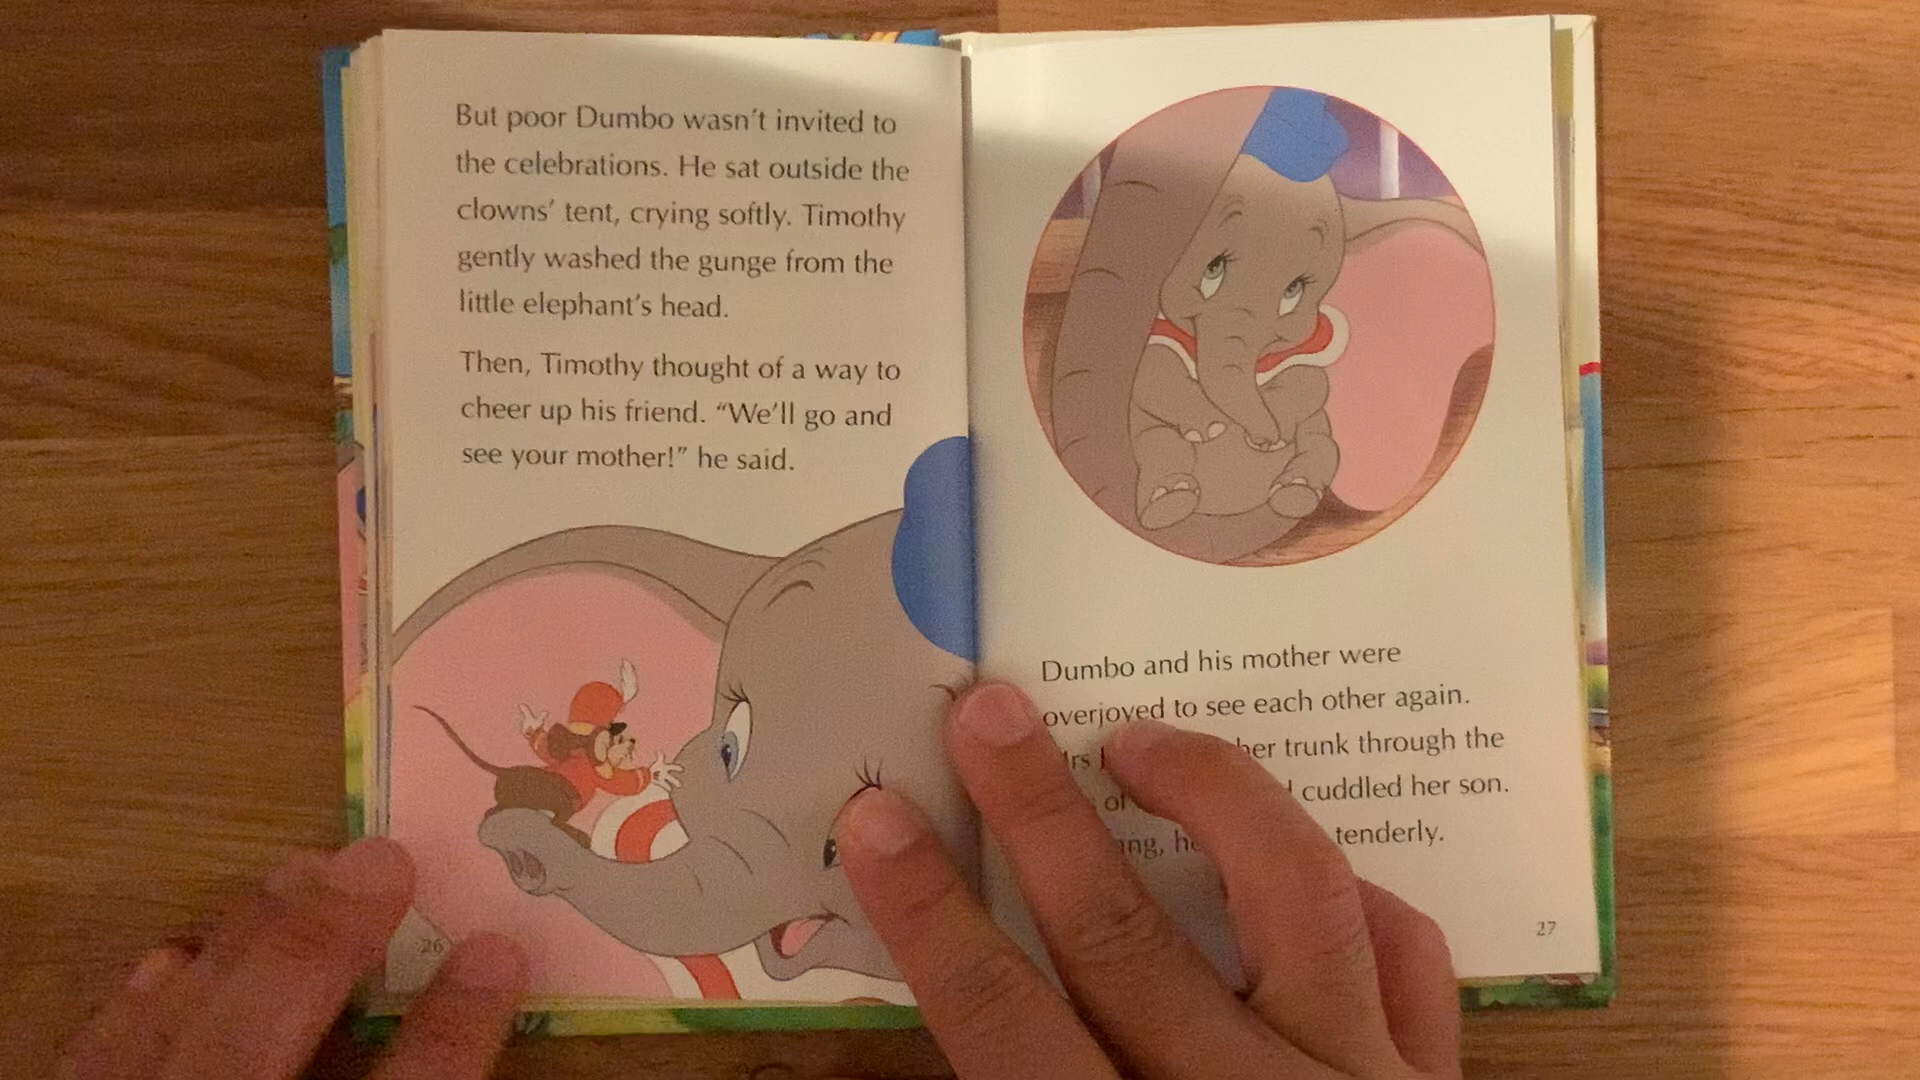 But poor Dumbo wasn't invited to
the celebrations. He sat outside the
clowns' tent, crying softly. Timothy
gently washed the gunge from the
little elephant's head.
Then, Timothy thought of a way to
cheer up his friend. “We'll go and
see your mother!” he said.
26
Dumbo and his mother were
overjoyed to see each other again.
her trunk through the
cuddled her son.
tenderly.
27